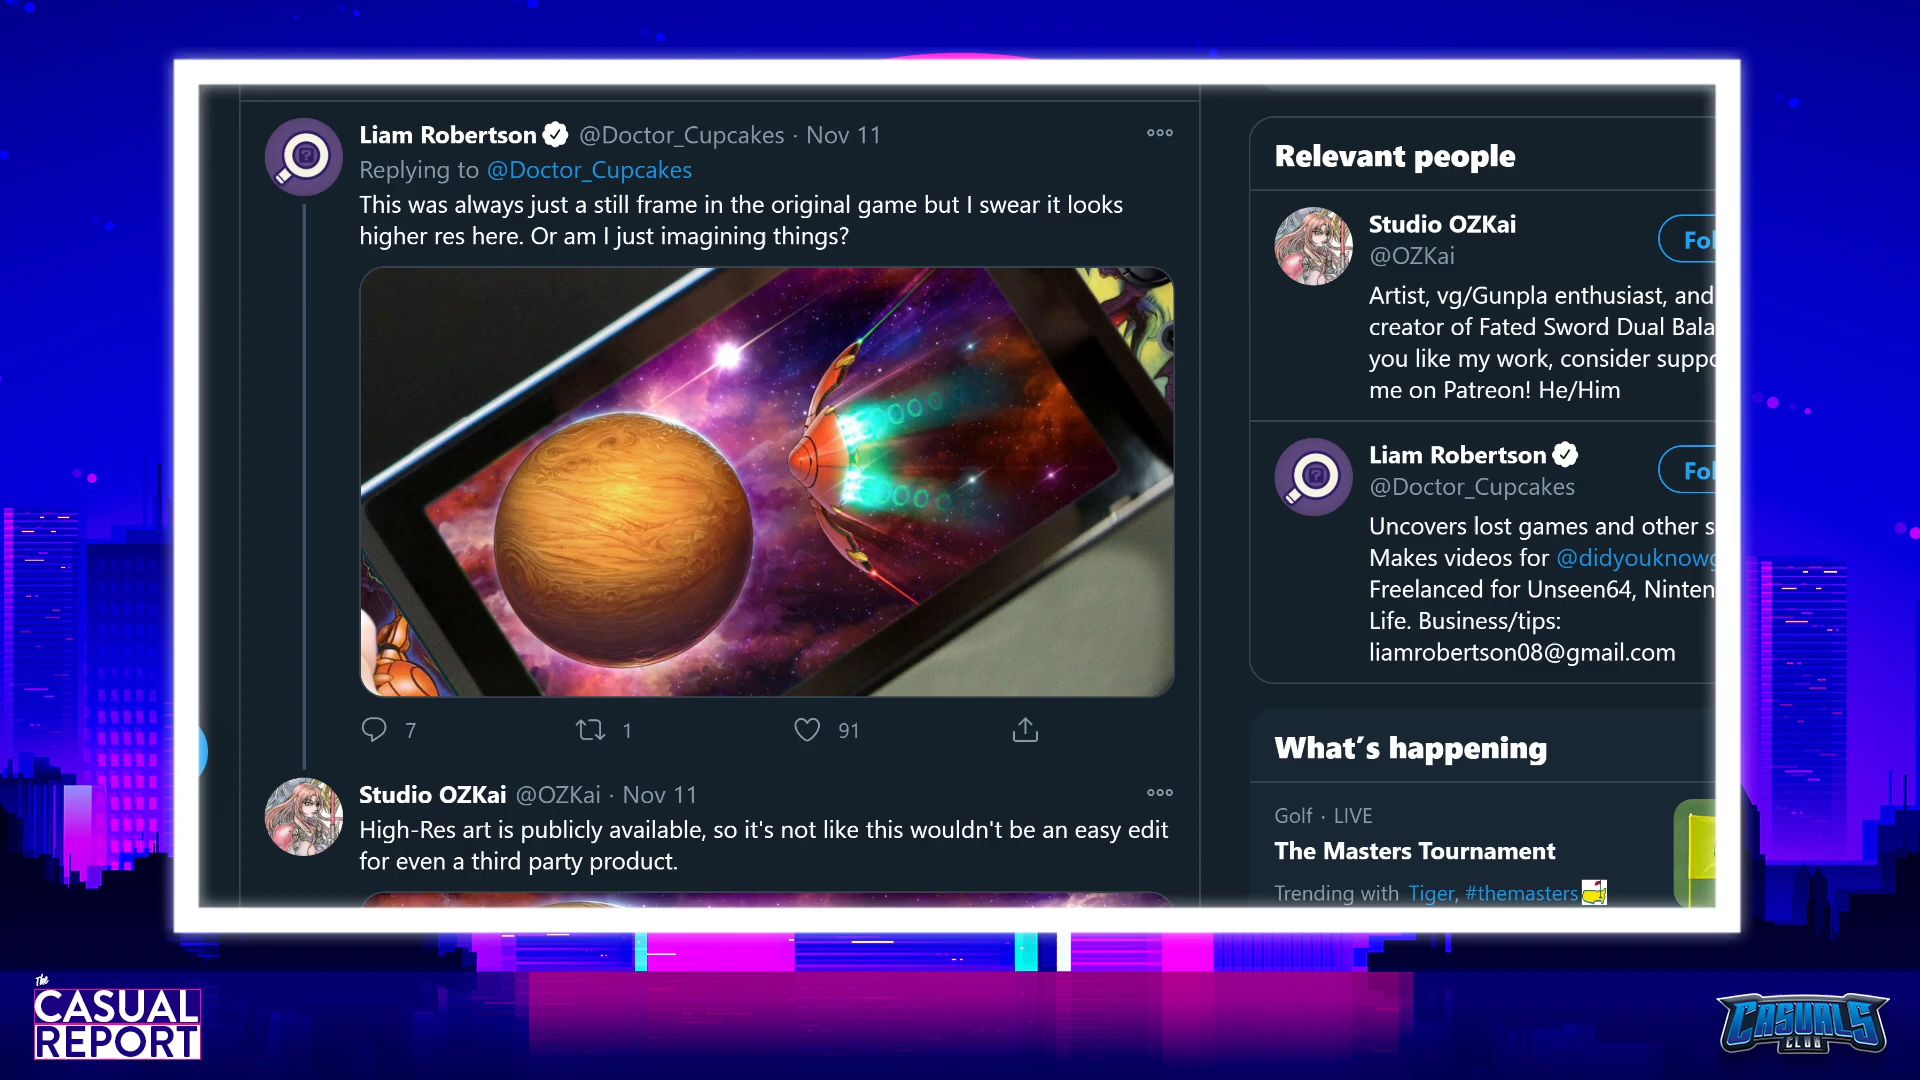 Liam Robertson @Doctor_Cupcakes · Nov 11
Replying to @Doctor_Cupcakes
This was always just a still frame in the original game but I swear it looks
higher res here. Or am I just imagining things?
7 1 91
Studio OZKai @OZKai · Nov 11
High-Res art is publicly available, so it's not like this wouldn't be an easy edit
for even a third party product.
Relevant people
Studio OZKai
@OZKai
Fol
Artist, vg/Gunpla enthusiast, and
creator of Fated Sword Dual Bala
you like my work, consider suppo
me on Patreon! He/Him
Liam Robertson
@Doctor_Cupcakes
Fol
Uncovers lost games and other s
Makes videos for @didyouknowg
Freelanced for Unseen64, Ninten
Life. Business/tips:
liamrobertson08@gmail.com
What's happening
Golf · LIVE
The Masters Tournament
Trending with Tiger, #themasters
The
CASUAL
REPORT
CASUALS
CLUB